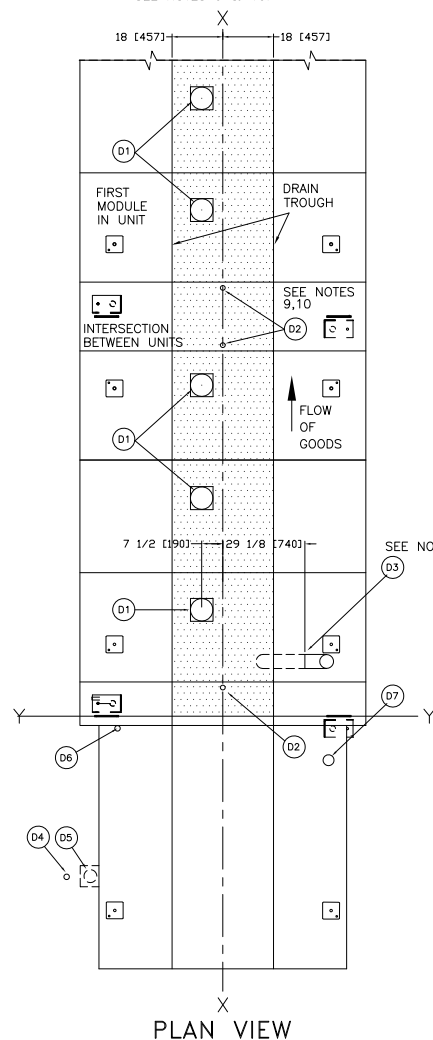 X
18 [457] 18 [457]
D1
FIRST
MODULE
IN UNIT
DRAIN
TROUGH
SEE NOTES
9,10
D2
INTERSECTION
BETWEEN UNITS
D1
FLOW
OF
GOODS
7 1/2 [190] 29 1/8 [740]
SEE NO
D3
D1
D7
Y Y
D6
D2
D4 D5
X
PLAN VIEW